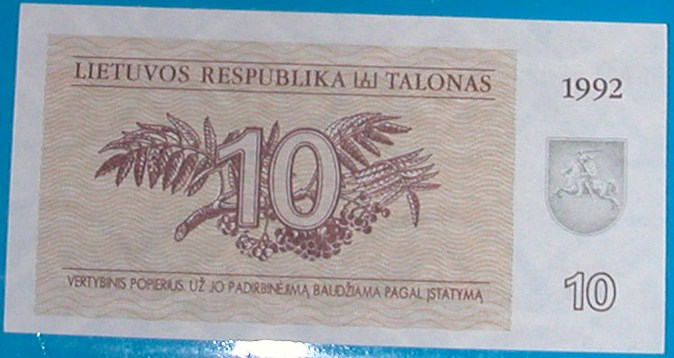 LIETUVOS RESPUBLIKA TALONAS
1992
10
VERTYBINIS POPIERIUS. UŽ JO PADIRBINĖJIMĄ BAUDŽIAMA PAGAL ĮSTATYMĄ
10